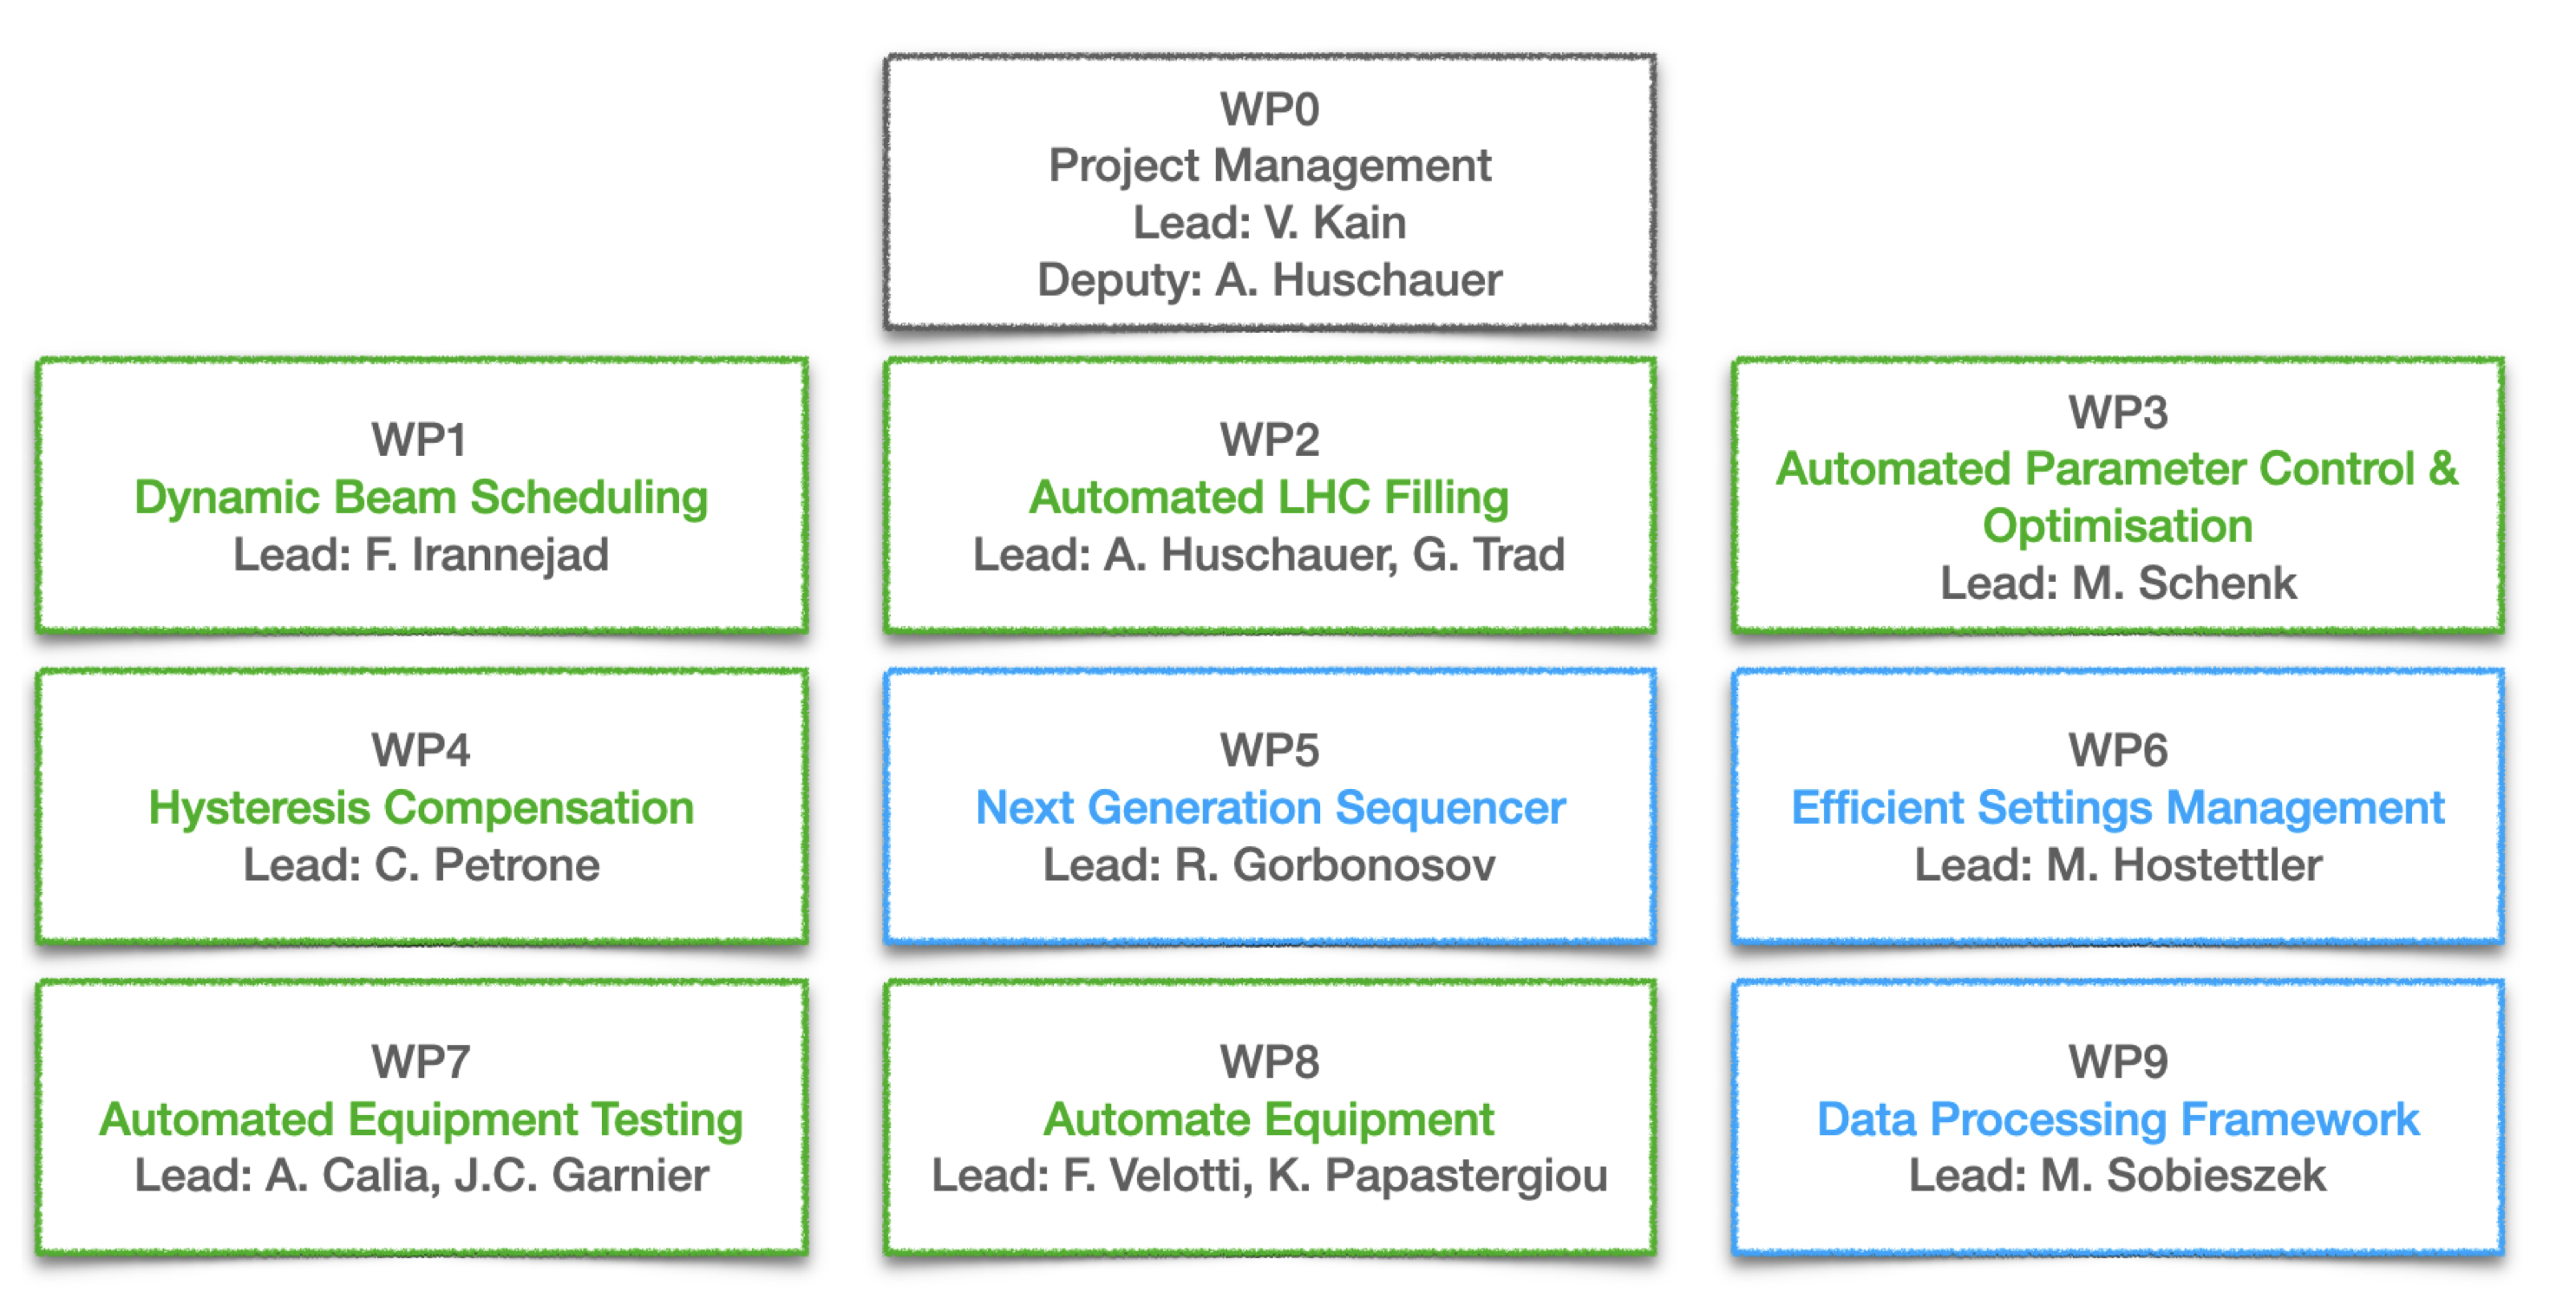 WP0
Project Management
Lead: V. Kain
Deputy: A. Huschauer
WP1
Dynamic Beam Scheduling
Lead: F. Irannejad
WP2
Automated LHC Filling
Lead: A. Huschauer, G. Trad
WP3
Automated Parameter Control &
Optimisation
Lead: M. Schenk
WP4
Hysteresis Compensation
Lead: C. Petrone
WP5
Next Generation Sequencer
Lead: R. Gorbonosov
WP6
Efficient Settings Management
Lead: M. Hostettler
WP7
Automated Equipment Testing
Lead: A. Calia, J.C. Garnier
WP8
Automate Equipment
Lead: F. Velotti, K. Papastergiou
WP9
Data Processing Framework
Lead: M. Sobieszek